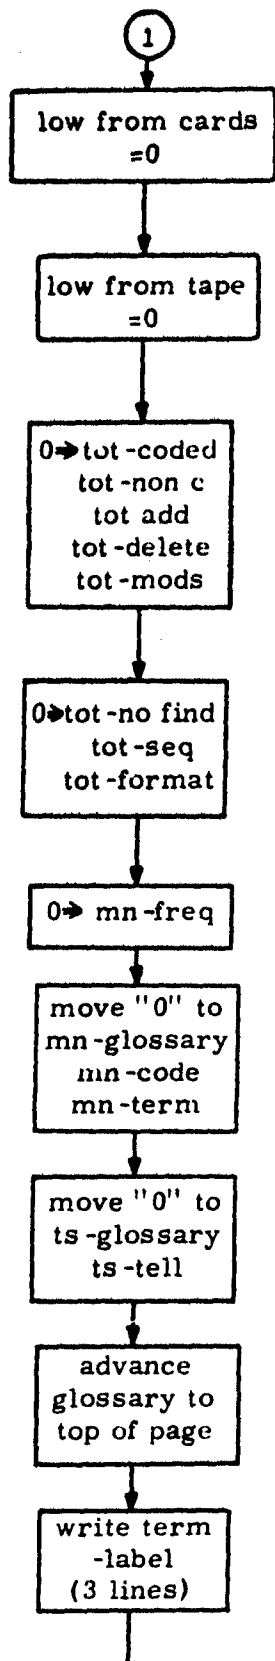 1
low from cards
=0
low from tape
=0
0→tot-coded
tot-non c
tot add
tot-delete
tot-mods
0→tot-no find
tot-seq
tot-format
0→ mn-freq
move "0" to
mn-glossary
mn-code
mn-term
move "0" to
ts-glossary
ts-tell
advance
glossary to
top of page
write term
-label
(3 lines)